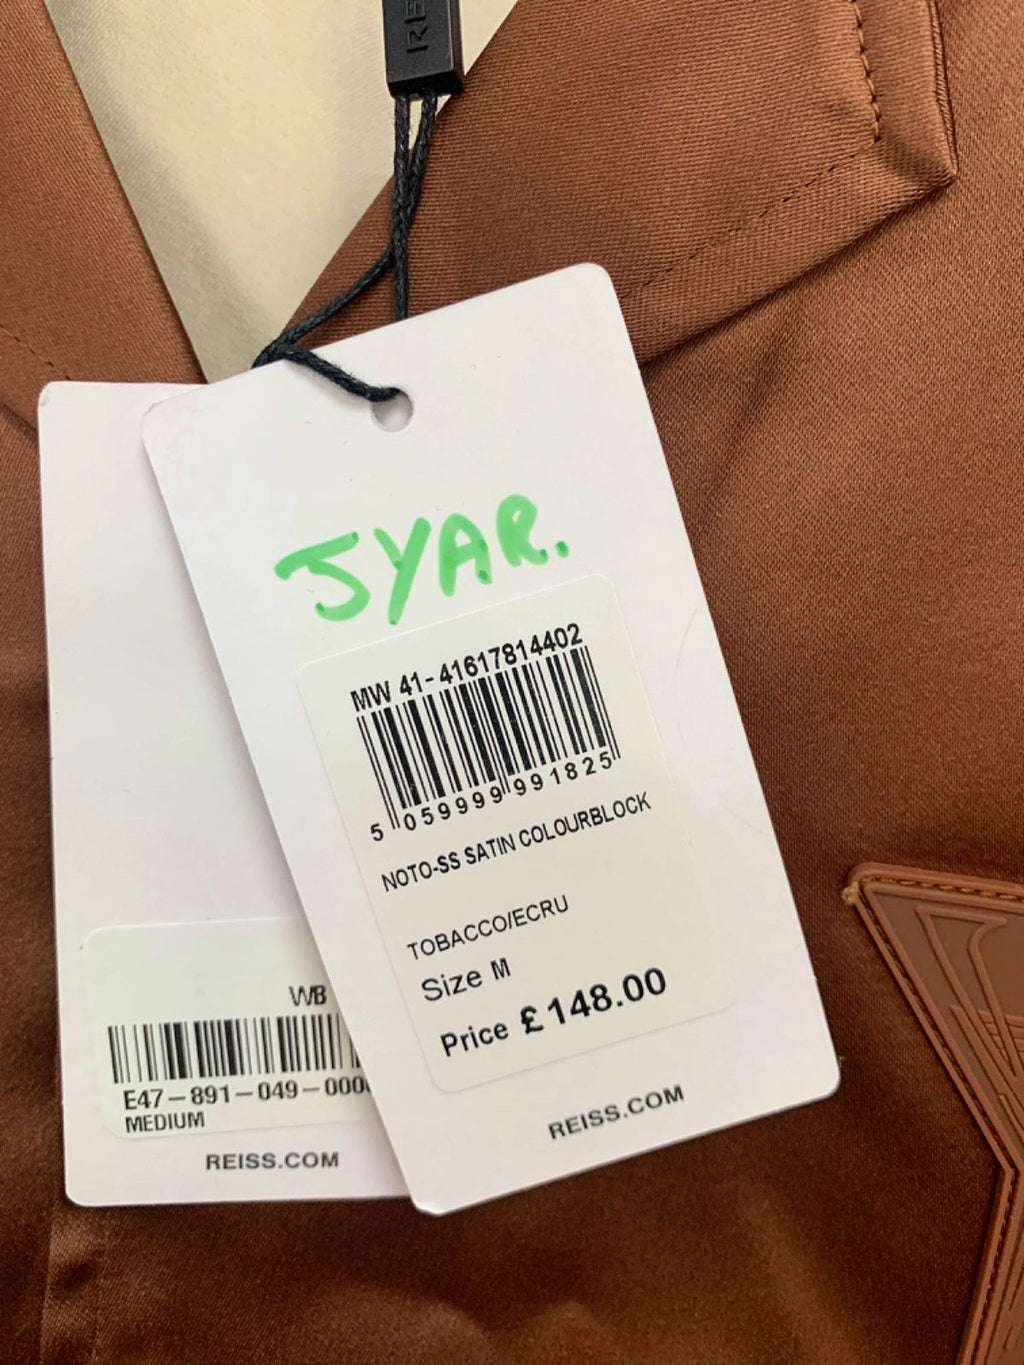 JYAR.
MW 41-41617814402
5 059999 991825
NOTO-SS SATIN COLOURBLOCK
TOBACCO/ECRU
Size M
Price £148.00
REISS.COM
WB
E47-891-049-000
MEDIUM
REISS.COM